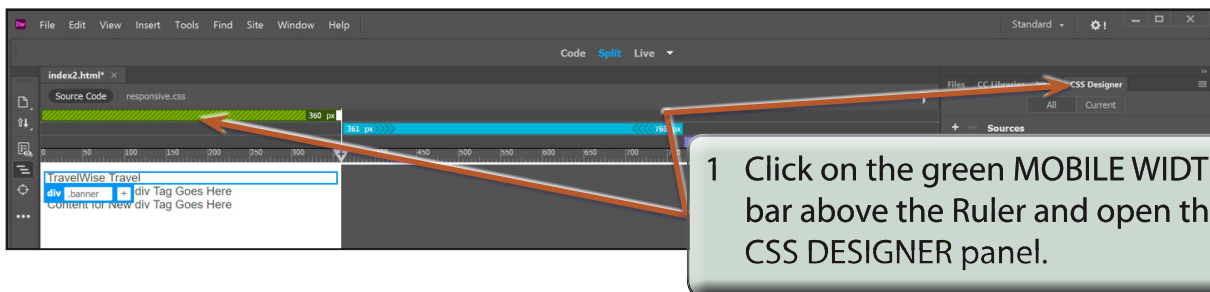 Dw File Edit View Insert Tools Find Site Window Help Standard
Code Split Live
index2.html* ×
Source Code responsive.css
Files CC Libraries CSS Designer
All Current
+ − Sources
360 px
361 px 768 px
0 50 100 150 200 250 300 450 500 550 600 650 700
TravelWise Travel
div .banner + div Tag Goes Here
Content for New div Tag Goes Here
1 Click on the green MOBILE WIDT
bar above the Ruler and open th
CSS DESIGNER panel.